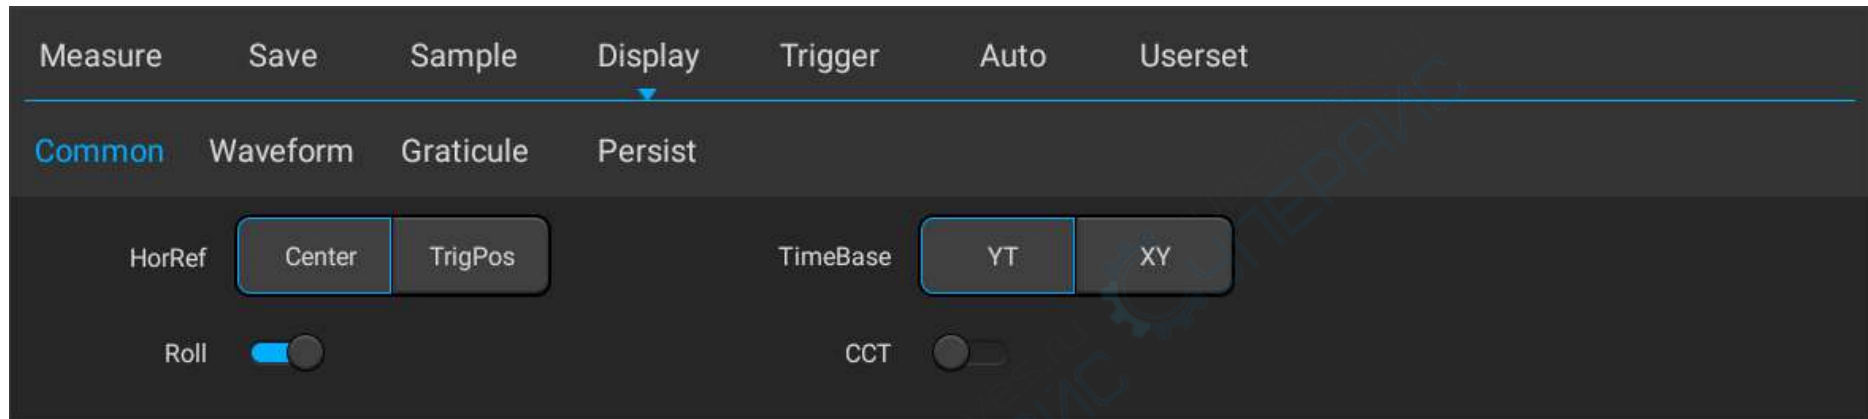 Measure Save Sample Display Trigger Auto Userset
Common Waveform Graticule Persist
HorRef Center TrigPos TimeBase YT XY
Roll CCT